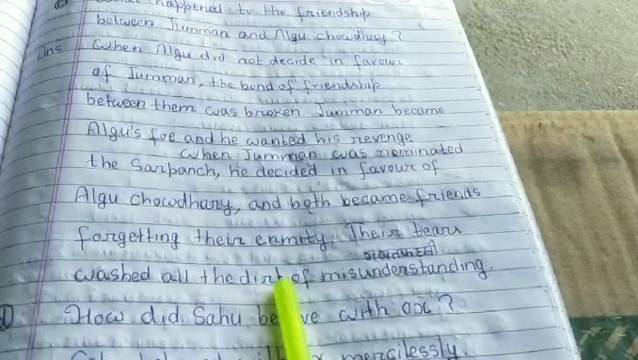 happened to the friendship
between Jumman and Algu chowdhary?
Ans When Algu did not decide in favour
of Jumman, the bond of friendship
between them was broken. Jumman became
Algu's foe and he wanted his revenge.
When Jumman was nominated
the Sarpanch, he decided in favour of
Algu chowdhary, and both became friends
forgetting their enmity. Their tears
washed all the dirt of misunderstanding.
d) How did Sahu be ve with ox?
mercilessly.